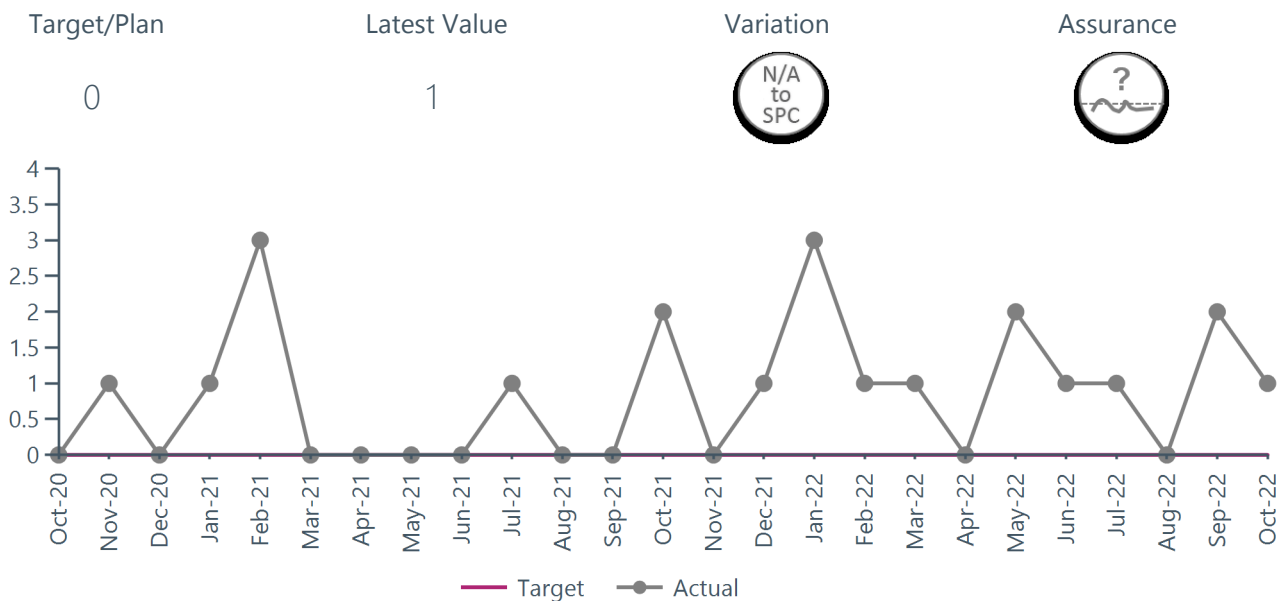 Target/Plan Latest Value Variation Assurance
0 1 N/A to SPC ?
4
3.5
3
2.5
2
1.5
1
0.5
0
Oct-20 Nov-20 Dec-20 Jan-21 Feb-21 Mar-21 Apr-21 May-21 Jun-21 Jul-21 Aug-21 Sep-21 Oct-21 Nov-21 Dec-21 Jan-22 Feb-22 Mar-22 Apr-22 May-22 Jun-22 Jul-22 Aug-22 Sep-22 Oct-22
Target Actual